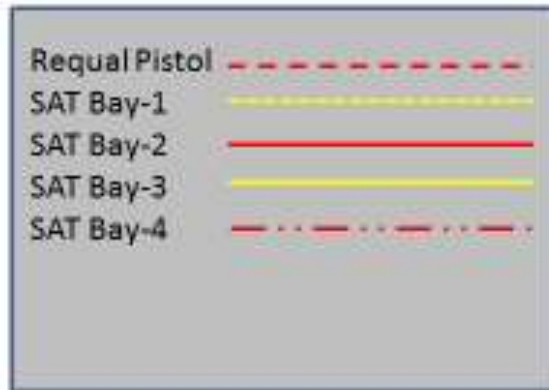 Requal Pistol
SAT Bay-1
SAT Bay-2
SAT Bay-3
SAT Bay-4